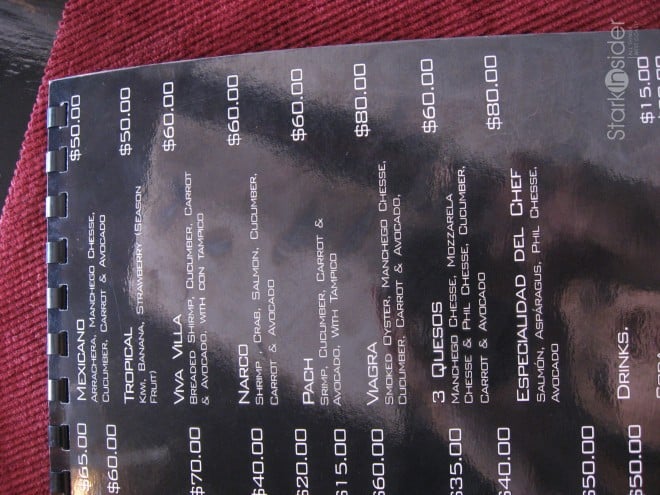 MEXICANO $50.00
ARRACHERA, MANCHEGO CHESSE,
CUCUMBER, CARROT & AVOCADO
TROPICAL $50.00
KIWI, BANANA, STRAWBERRY (SEASON
FRUIT)
VIVA VILLA $60.00
BREADED SHIRMP, CUCUMBER, CARROT
& AVOCADO, WITH CON TAMPICO
NARCO $60.00
SHRIMP , CRAB, SALMON, CUCUMBER,
CARROT & AVOCADO
PACH $60.00
SRIMP, CUCUMBER, CARROT &
AVOCADO, WITH TAMPICO
VIAGRA $80.00
SMOKED OYSTER, MANCHEGO CHESSE,
CUCUMBER, CARROT & AVOCADO,
3 QUESOS $60.00
MANCHEGO CHESSE, MOZZARELA
CHESSE & PHIL CHESSE, CUCUMBER,
CARROT & AVOCADO
ESPECIALIDAD DEL CHEF $80.00
SALMÓN, ASPÁRAGUS, PHIL CHESSE,
AVOCADO
DRINKS.
$15.00
$65.00
$60.00
$70.00
$40.00
$20.00
$15.00
$60.00
$35.00
$40.00
$50.00
$50.00
Stark Insider